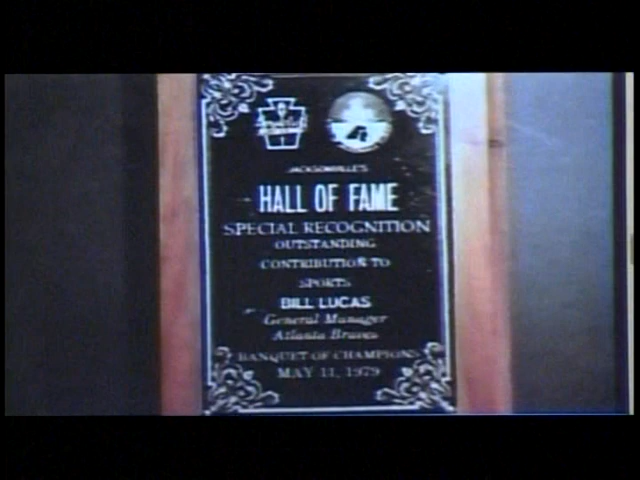 JACKSONVILLE'S
HALL OF FAME
SPECIAL RECOGNITION
OUTSTANDING
CONTRIBUTION TO
SPORTS
BILL LUCAS
General Manager
Atlanta Braves
BANQUET OF CHAMPIONS
MAY 11, 1979